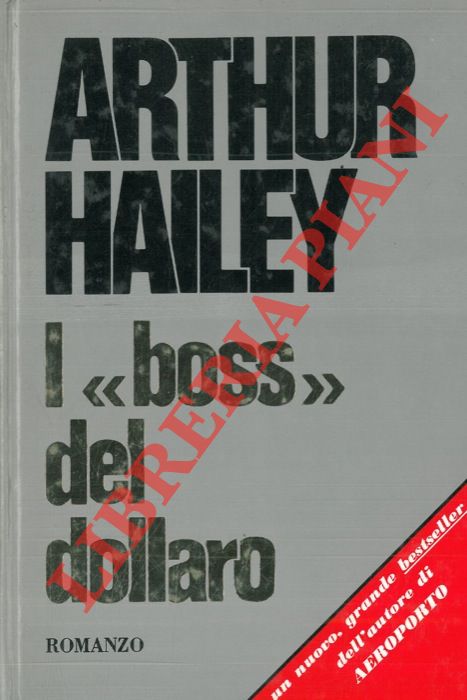 ARTHUR
HAILEY
I «boss»
del
dollaro
ROMANZO
un nuovo, grande bestseller
dell'autore di
AEROPORTO
LIBRERIA PIANI